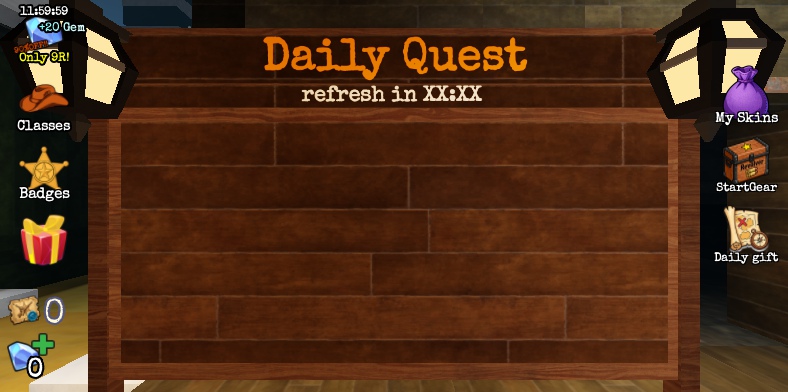 11:59:59
+20 Gem
Only 9R!
Classes
Badges
0
0
Daily Quest
refresh in XX:XX
My Skins
StartGear
Daily gift